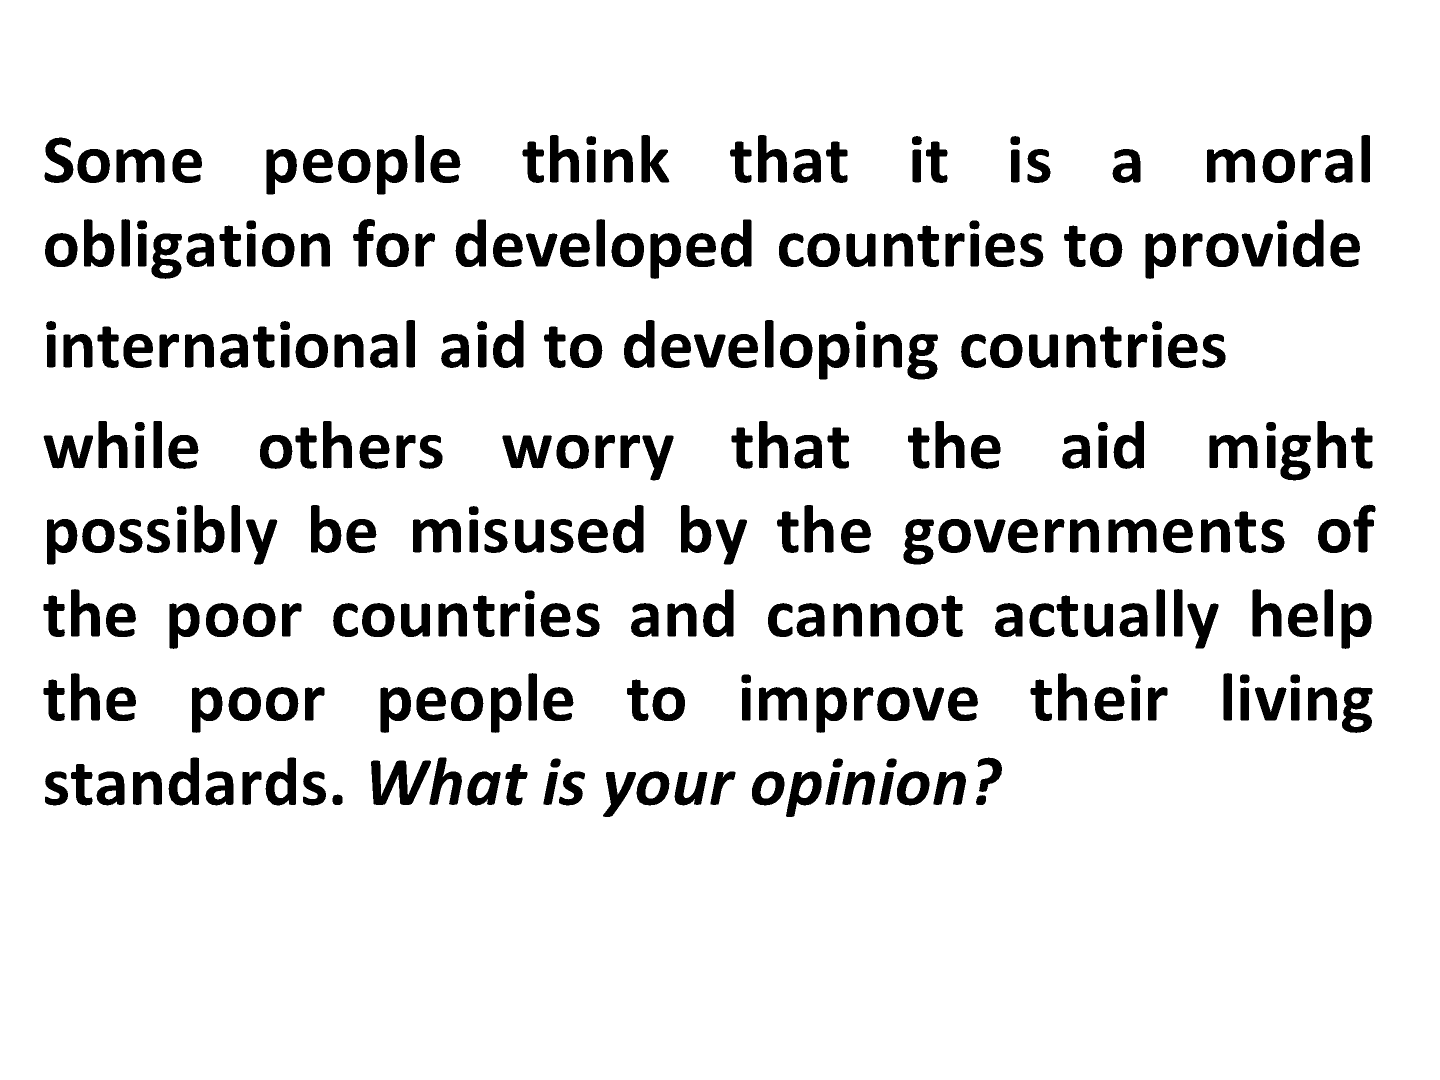 Some people think that it is a moral
obligation for developed countries to provide
international aid to developing countries
while others worry that the aid might
possibly be misused by the governments of
the poor countries and cannot actually help
the poor people to improve their living
standards. What is your opinion?